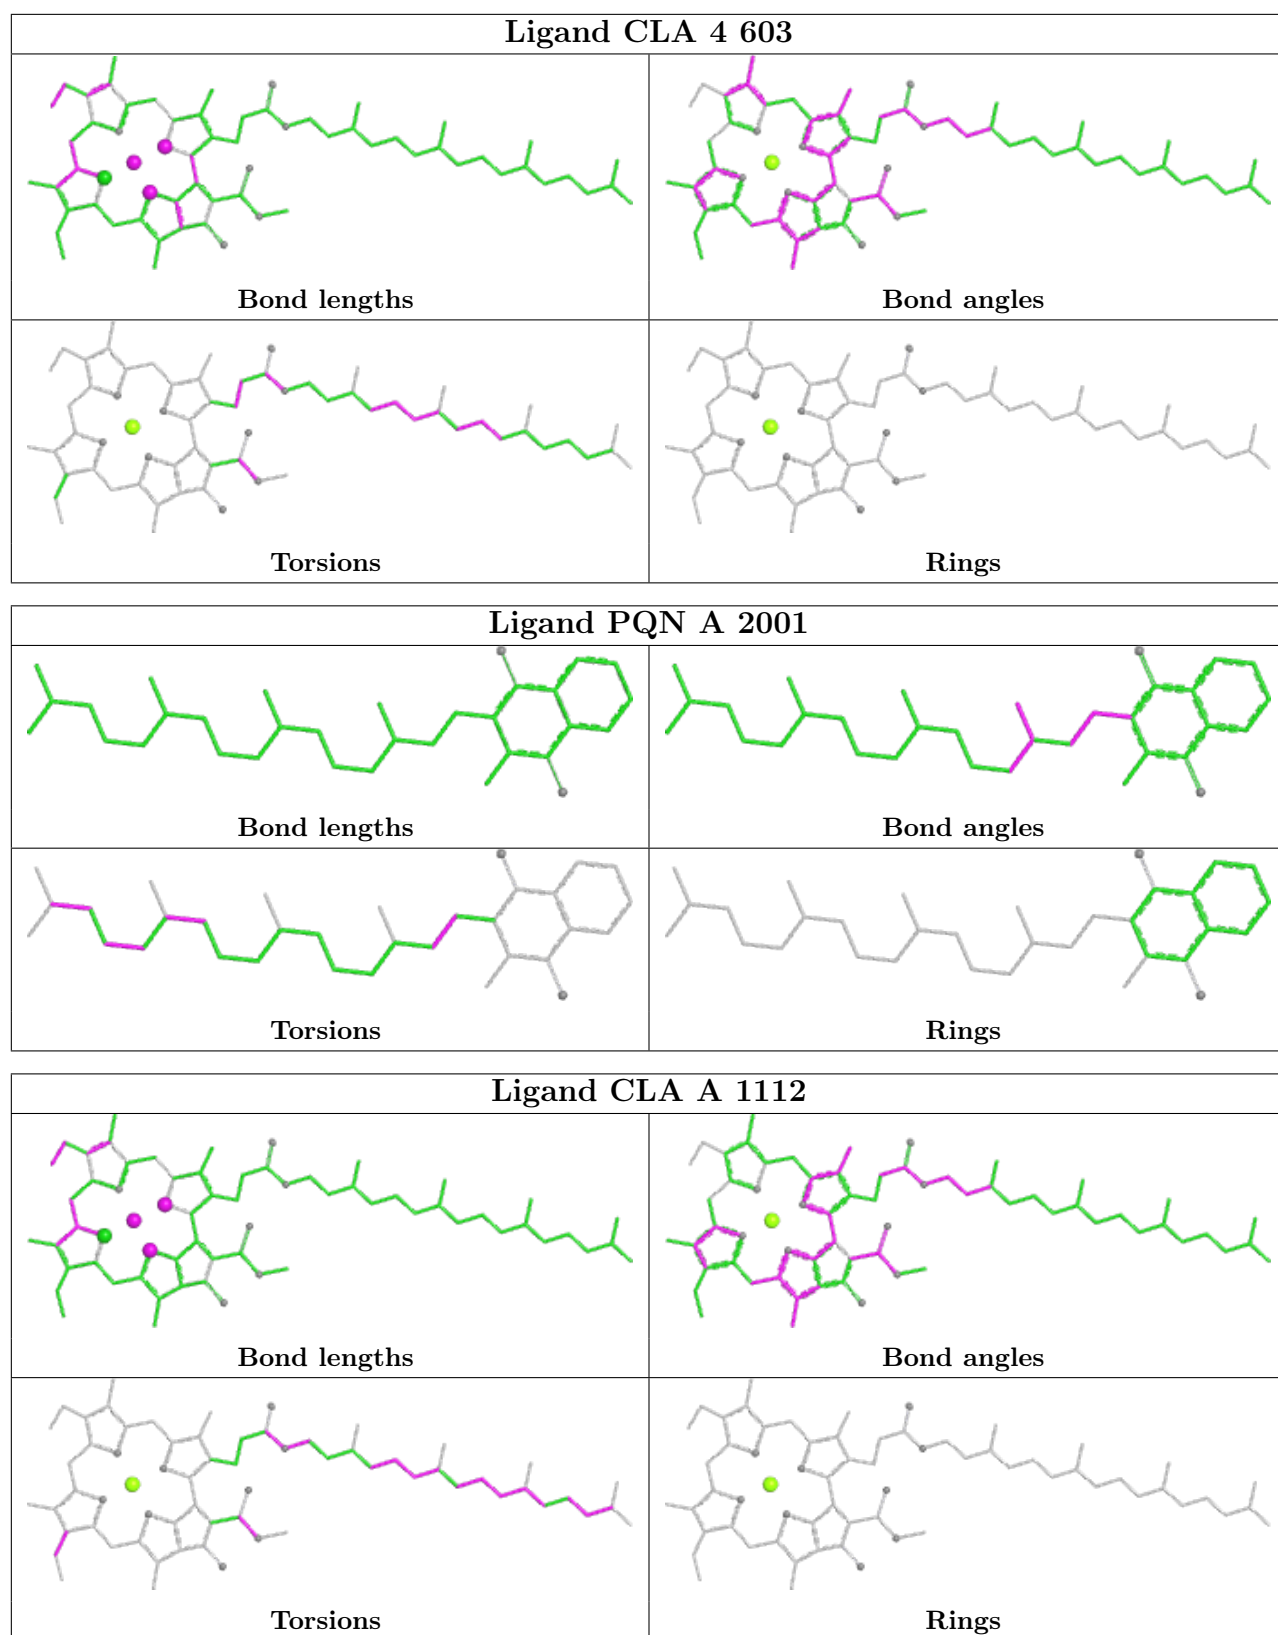 Ligand CLA 4 603
Bond lengths
Bond angles
Torsions
Rings
Ligand PQN A 2001
Bond lengths
Bond angles
Torsions
Rings
Ligand CLA A 1112
Bond lengths
Bond angles
Torsions
Rings